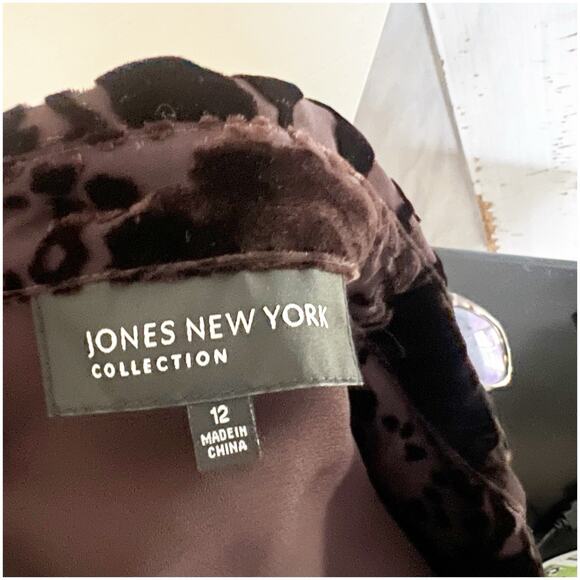 JONES NEW YORK
COLLECTION
12
MADE IN
CHINA